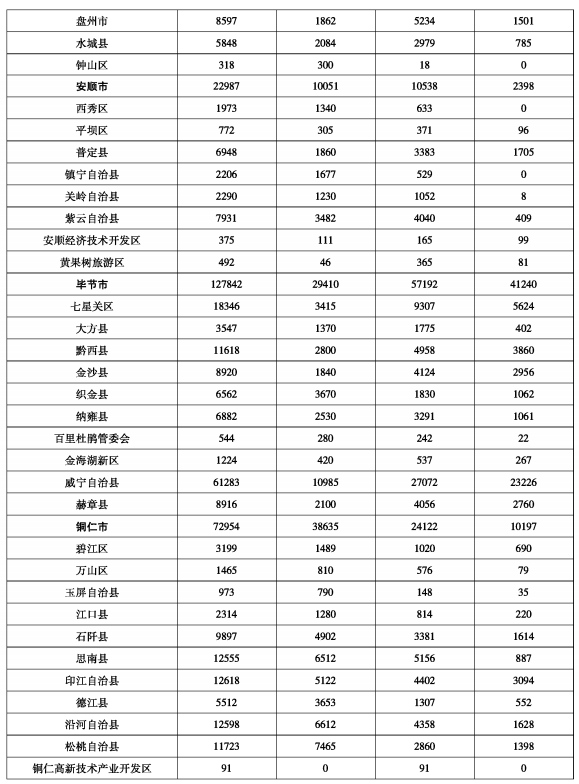 盘州市 8597 1862 5234 1501
水城县 5848 2084 2979 785
钟山区 318 300 18 0
安顺市 22987 10051 10538 2398
西秀区 1973 1340 633 0
平坝区 772 305 371 96
普定县 6948 1860 3383 1705
镇宁自治县 2206 1677 529 0
关岭自治县 2290 1230 1052 8
紫云自治县 7931 3482 4040 409
安顺经济技术开发区 375 111 165 99
黄果树旅游区 492 46 365 81
毕节市 127842 29410 57192 41240
七星关区 18346 3415 9307 5624
大方县 3547 1370 1775 402
黔西县 11618 2800 4958 3860
金沙县 8920 1840 4124 2956
织金县 6562 3670 1830 1062
纳雍县 6882 2530 3291 1061
百里杜鹃管委会 544 280 242 22
金海湖新区 1224 420 537 267
威宁自治县 61283 10985 27072 23226
赫章县 8916 2100 4056 2760
铜仁市 72954 38635 24122 10197
碧江区 3199 1489 1020 690
万山区 1465 810 576 79
玉屏自治县 973 790 148 35
江口县 2314 1280 814 220
石阡县 9897 4902 3381 1614
思南县 12555 6512 5156 887
印江自治县 12618 5122 4402 3094
德江县 5512 3653 1307 552
沿河自治县 12598 6612 4358 1628
松桃自治县 11723 7465 2860 1398
铜仁高新技术产业开发区 91 0 91 0